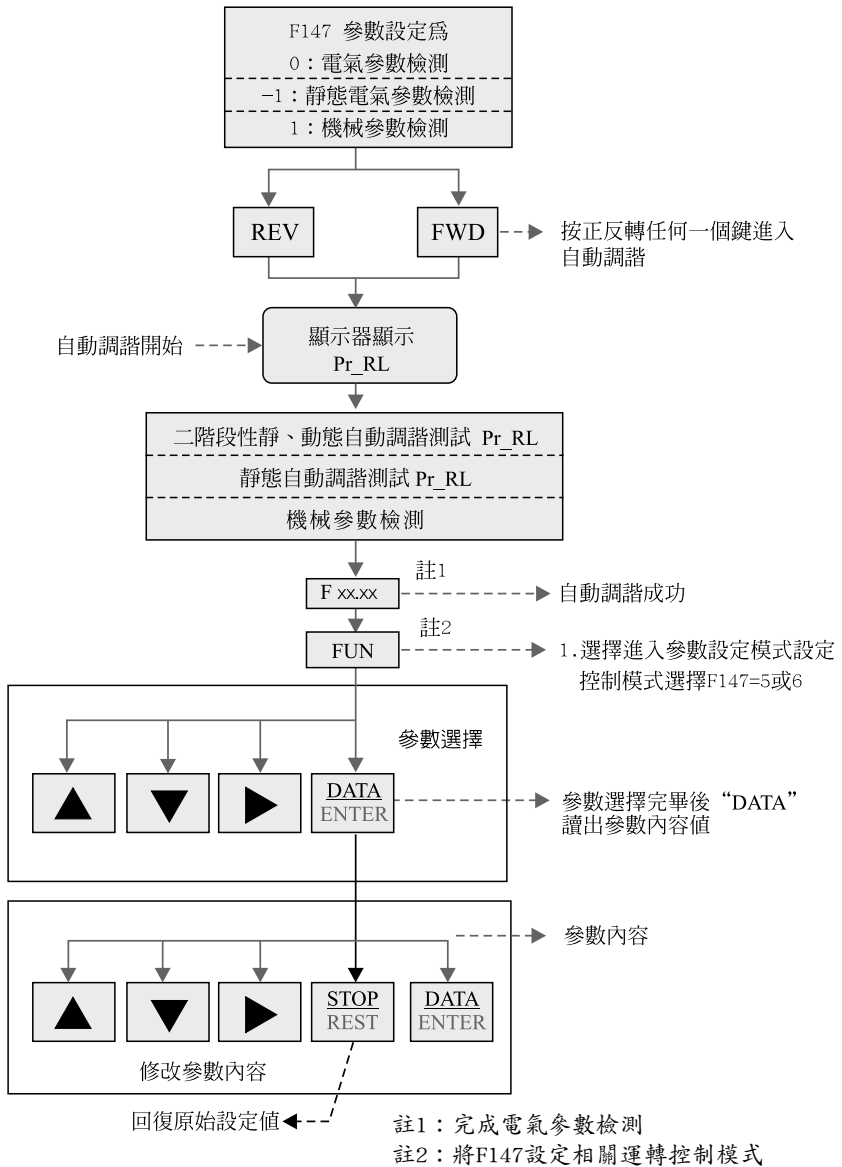 F147 參數設定爲
0：電氣參數檢測
-1：靜態電氣參數檢測
1：機械參數檢測
REV
FWD
按正反轉任何一個鍵進入
自動調諧
自動調諧開始
顯示器顯示
Pr_RL
二階段性靜、動態自動調諧測試 Pr_RL
靜態自動調諧測試 Pr_RL
機械參數檢測
註1
F xx.xx
自動調諧成功
註2
FUN
1.選擇進入參數設定模式設定
控制模式選擇F147=5或6
參數選擇
DATA
ENTER
參數選擇完畢後“DATA”
讀出參數內容值
參數內容
STOP
REST
DATA
ENTER
修改參數內容
回復原始設定值
註1：完成電氣參數檢測
註2：將F147設定相關運轉控制模式